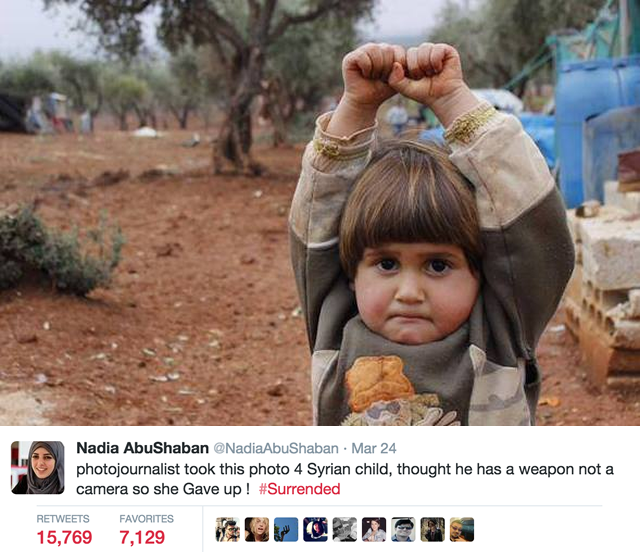 Nadia AbuShaban @NadiaAbuShaban · Mar 24
photojournalist took this photo 4 Syrian child, thought he has a weapon not a
camera so she Gave up ! #Surrended
RETWEETS FAVORITES
15,769 7,129